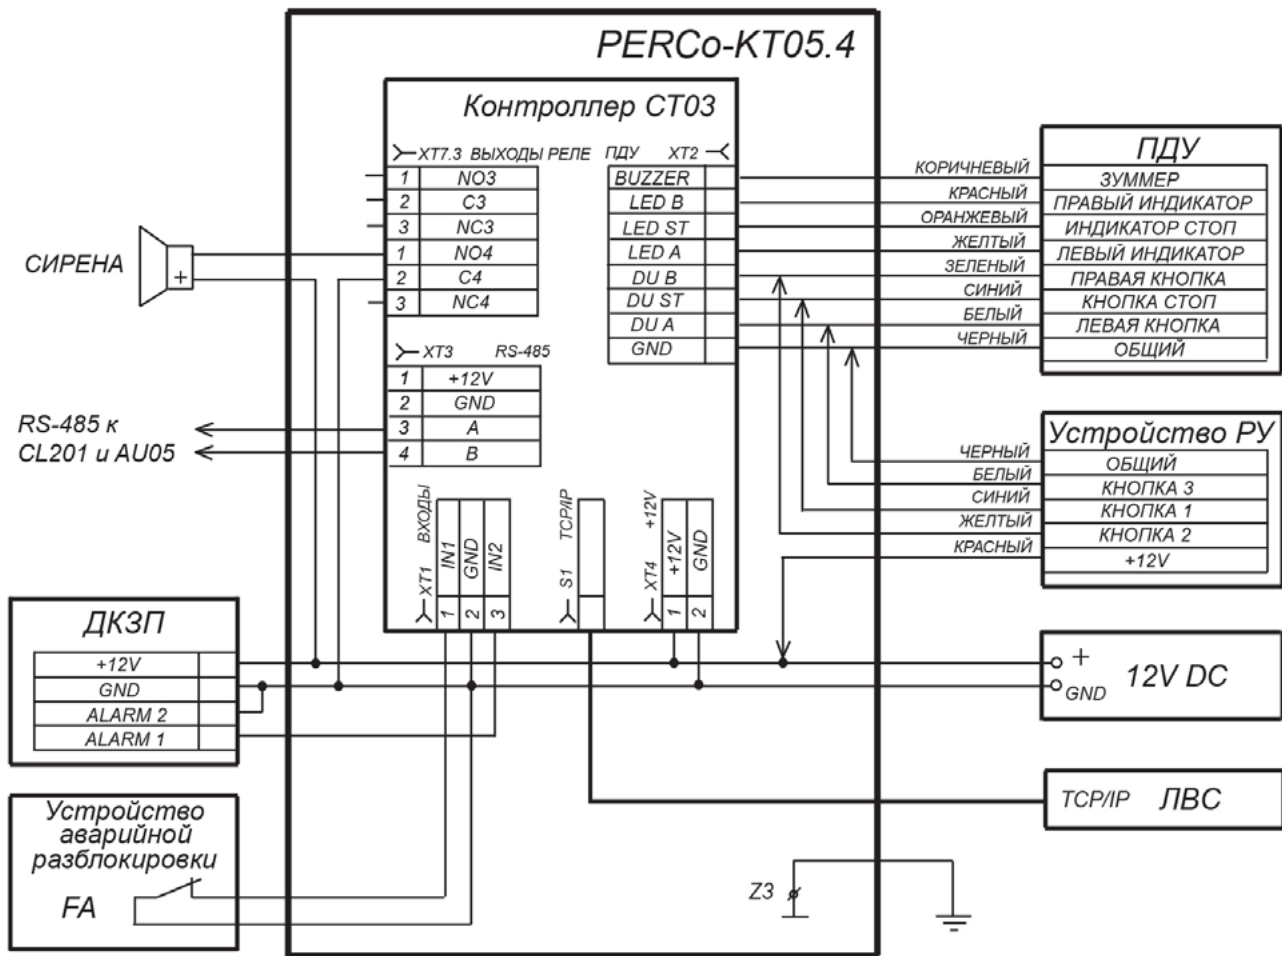 PERCo-KT05.4
Контроллер CT03
XT7.3 ВЫХОДЫ РЕЛЕ
1 NO3
2 C3
3 NC3
1 NO4
2 C4
3 NC4
ПДУ XT2
BUZZER
LED B
LED ST
LED A
DU B
DU ST
DU A
GND
XT3 RS-485
1 +12V
2 GND
3 A
4 B
XT1 ВХОДЫ
1 IN1
2 GND
3 IN2
S1 TCP/IP
XT4 +12V
1 +12V
2 GND
СИРЕНА
+
RS-485 к
CL201 и AU05
КОРИЧНЕВЫЙ
КРАСНЫЙ
ОРАНЖЕВЫЙ
ЖЕЛТЫЙ
ЗЕЛЕНЫЙ
СИНИЙ
БЕЛЫЙ
ЧЕРНЫЙ
ПДУ
ЗУММЕР
ПРАВЫЙ ИНДИКАТОР
ИНДИКАТОР СТОП
ЛЕВЫЙ ИНДИКАТОР
ПРАВАЯ КНОПКА
КНОПКА СТОП
ЛЕВАЯ КНОПКА
ОБЩИЙ
ЧЕРНЫЙ
БЕЛЫЙ
СИНИЙ
ЖЕЛТЫЙ
КРАСНЫЙ
Устройство РУ
ОБЩИЙ
КНОПКА 3
КНОПКА 1
КНОПКА 2
+12V
ДКЗП
+12V
GND
ALARM 2
ALARM 1
+
GND
12V DC
TCP/IP ЛВС
Устройство
аварийной
разблокировки
FA
Z3